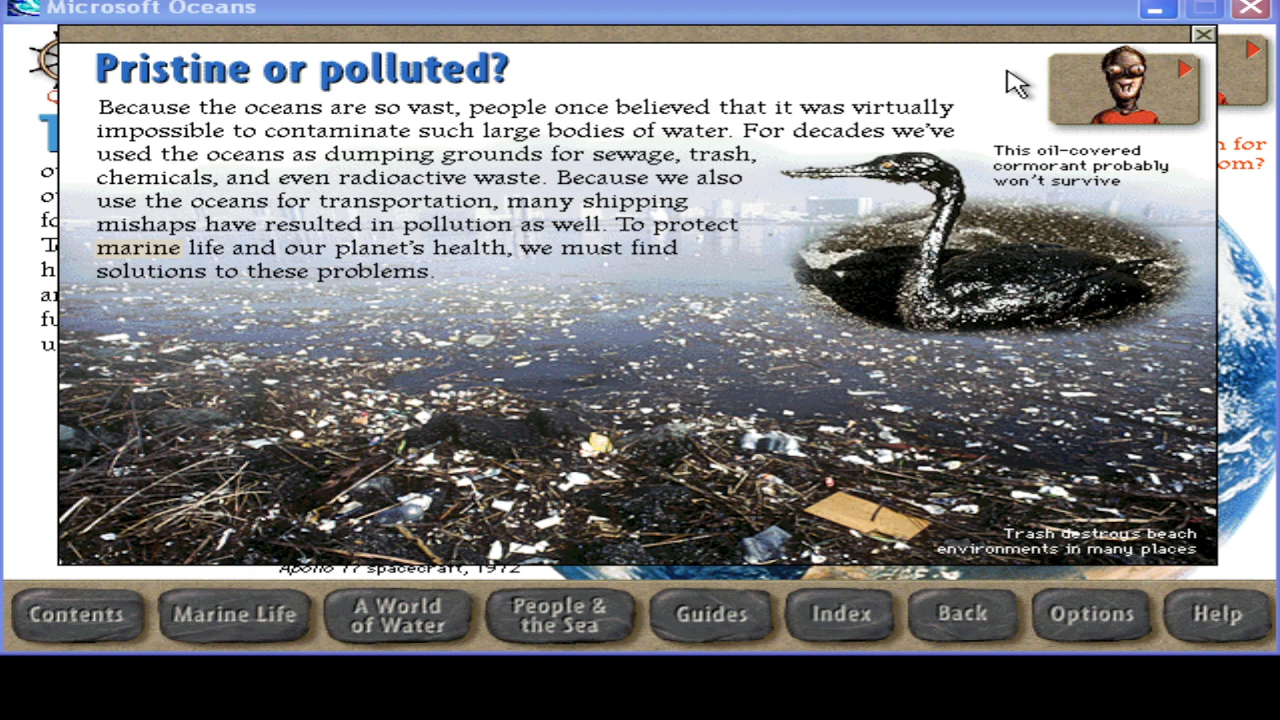 Microsoft Oceans
Pristine or polluted?
Because the oceans are so vast, people once believed that it was virtually
impossible to contaminate such large bodies of water. For decades we've
used the oceans as dumping grounds for sewage, trash,
chemicals, and even radioactive waste. Because we also
use the oceans for transportation, many shipping
mishaps have resulted in pollution as well. To protect
marine life and our planet's health, we must find
solutions to these problems.
This oil-covered
cormorant probably
won't survive
for
Trash destroys beach
environments in many places
Apollo 17 spacecraft, 1972
Contents
Marine Life
A World
of Water
People &
the Sea
Guides
Index
Back
Options
Help